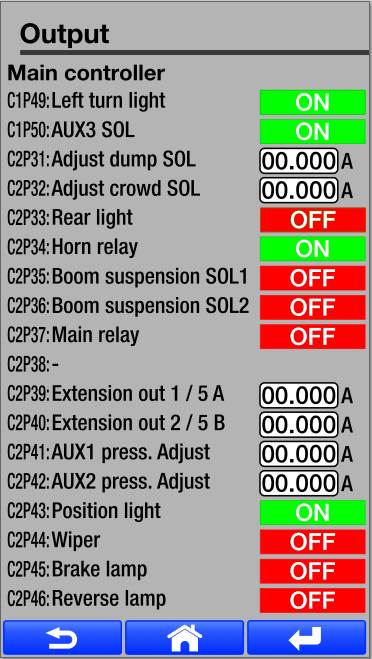 Output
Main controller
C1P49: Left turn light ON
C1P50: AUX3 SOL ON
C2P31: Adjust dump SOL 00.000 A
C2P32: Adjust crowd SOL 00.000 A
C2P33: Rear light OFF
C2P34: Horn relay ON
C2P35: Boom suspension SOL1 OFF
C2P36: Boom suspension SOL2 OFF
C2P37: Main relay OFF
C2P38: -
C2P39: Extension out 1 / 5 A 00.000 A
C2P40: Extension out 2 / 5 B 00.000 A
C2P41: AUX1 press. Adjust 00.000 A
C2P42: AUX2 press. Adjust 00.000 A
C2P43: Position light ON
C2P44: Wiper OFF
C2P45: Brake lamp OFF
C2P46: Reverse lamp OFF